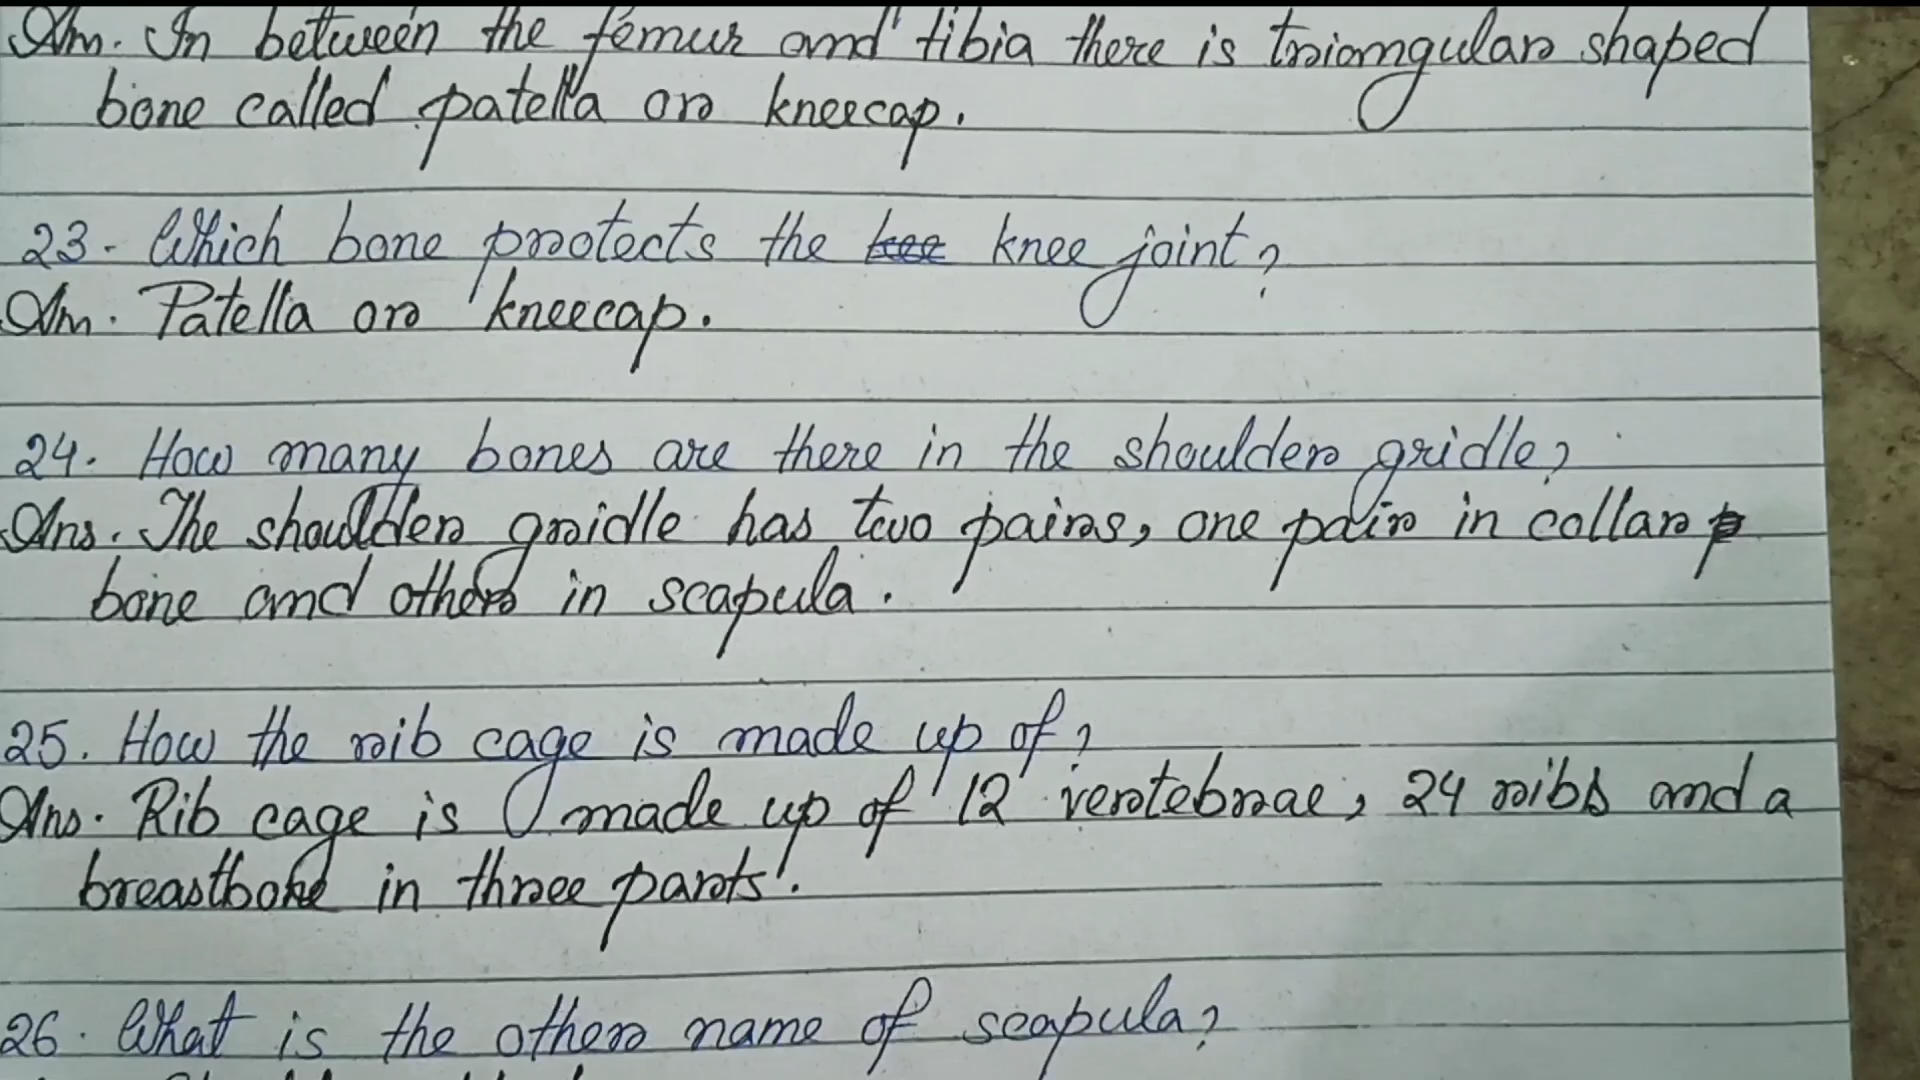 Ans. In between the femur and tibia there is triangular shaped
bone called patella or kneecap.
23. Which bone protects the knee joint?
Ans. Patella or kneecap.
24. How many bones are there in the shoulder gridle?
Ans. The shoulder gridle has two pairs, one pair in collar
bone and others in scapula.
25. How the rib cage is made up of?
Ans. Rib cage is made up of 12 vertebrae, 24 ribs and a
breastbone in three parts.
26. What is the other name of scapula?